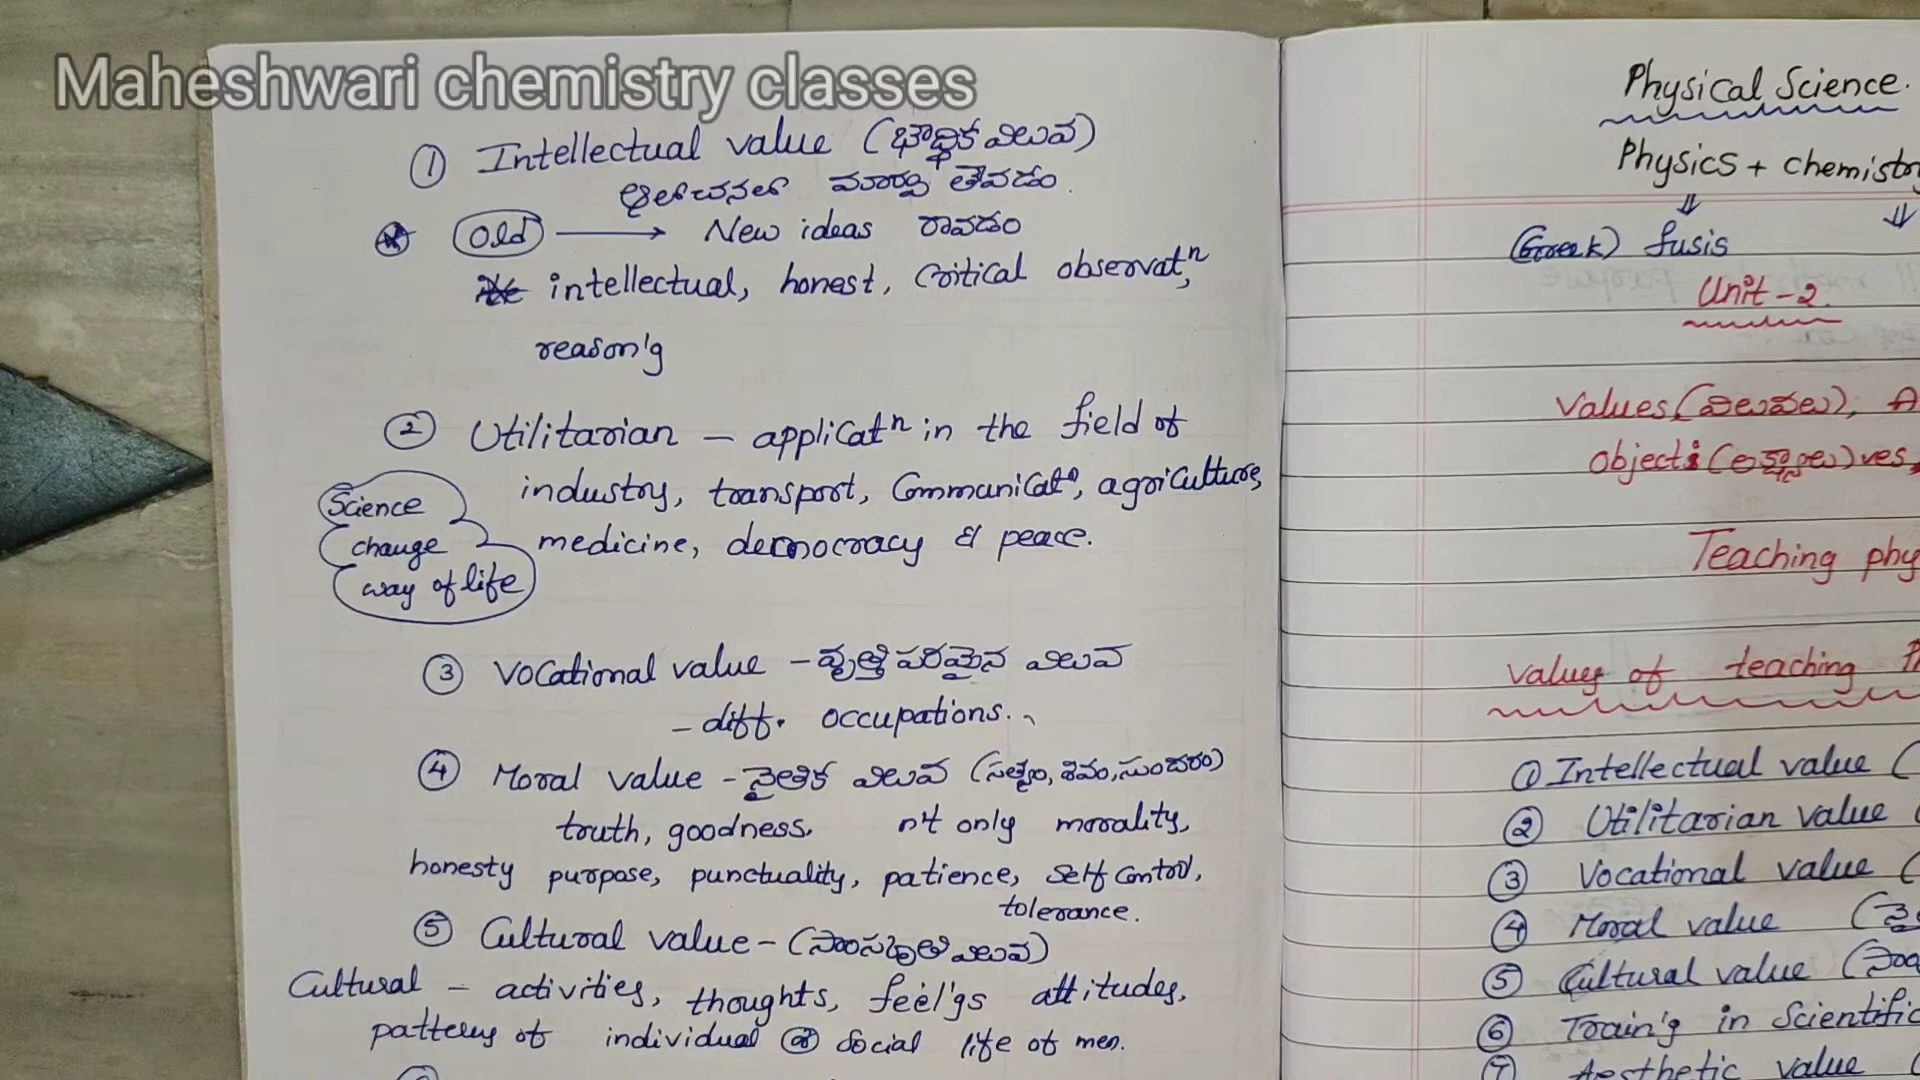 Maheshwari chemistry classes
① Intellectual value (భౌద్ధిక విలువ)
ఆలోచనలో మార్పు తేవడం.
Old → New ideas రావడం
intellectual, honest, critical observatⁿ,
reason'g
② Utilitarian – applicatⁿ in the field of
industry, transport, Communicatⁿ, agriculture,
medicine, democracy & peace.
Science
change
way of life
③ Vocational value – వృత్తి పరమైన విలువ
– diff. occupations..
④ Moral value – నైతిక విలువ (సత్యం, శివం, సుందరం)
truth, goodness. n't only morality,
honesty purpose, punctuality, patience, self control,
tolerance.
⑤ Cultural value – (సాంస్కృతి విలువ)
Cultural – activities, thoughts, feel'gs attitudes,
patterns of individual social life of men.
Physical Science.
Physics + chemistry
(Greek) fusis
Unit - 2.
Values (విలువలు),
Teaching phy
values of teaching
① Intellectual value (
② Utilitarian value (
③ Vocational value (
④ Moral value (నై
⑤ Cultural value (సాం
⑥ Train'g in Scientific
⑦ Aesthetic value (